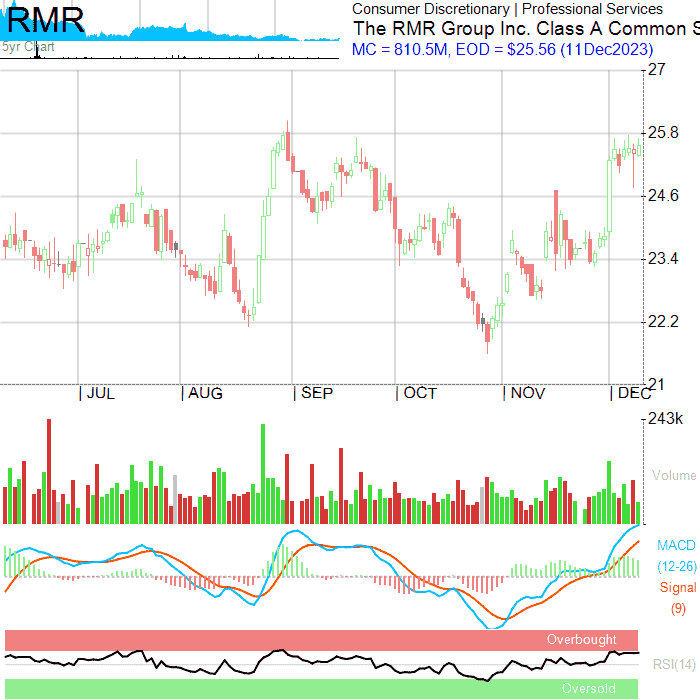 RMR
5yr Chart
Consumer Discretionary | Professional Services
The RMR Group Inc. Class A Common S
MC = 810.5M, EOD = $25.56 (11Dec2023)
27
25.8
24.6
23.4
22.2
21
|JUL |AUG |SEP |OCT |NOV |DEC
243k
Volume
MACD
(12-26)
Signal
(9)
Overbought
RSI(14)
Oversold